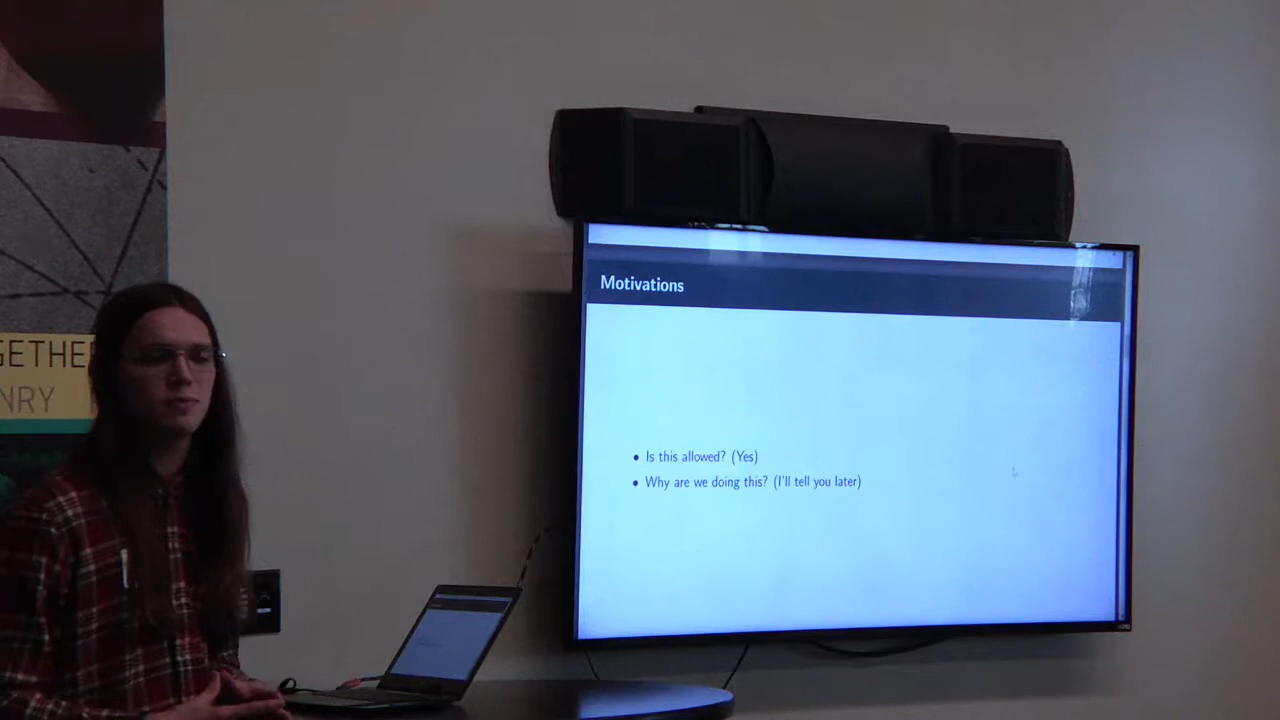 GETHE
NRY
Motivations
• Is this allowed? (Yes)
• Why are we doing this? (I'll tell you later)